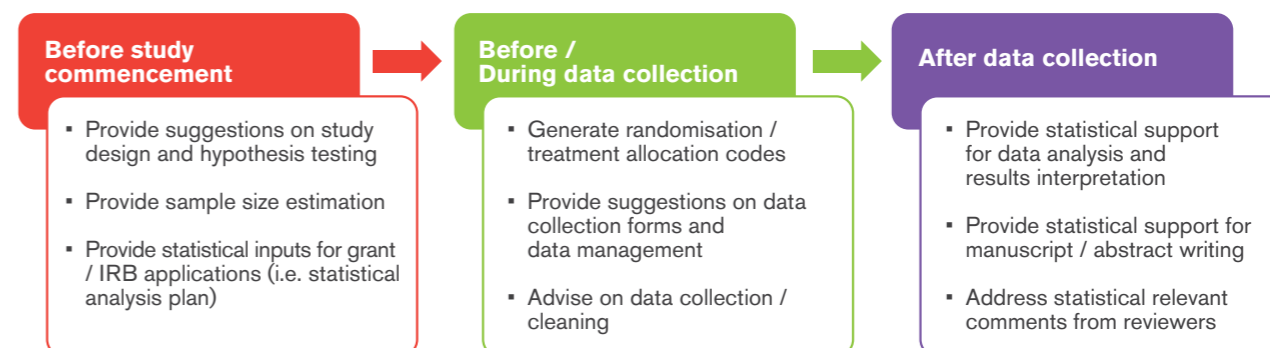 Before study
commencement
▪ Provide suggestions on study
design and hypothesis testing
▪ Provide sample size estimation
▪ Provide statistical inputs for grant
/ IRB applications (i.e. statistical
analysis plan)
Before /
During data collection
▪ Generate randomisation /
treatment allocation codes
▪ Provide suggestions on data
collection forms and
data management
▪ Advise on data collection /
cleaning
After data collection
▪ Provide statistical support
for data analysis and
results interpretation
▪ Provide statistical support for
manuscript / abstract writing
▪ Address statistical relevant
comments from reviewers